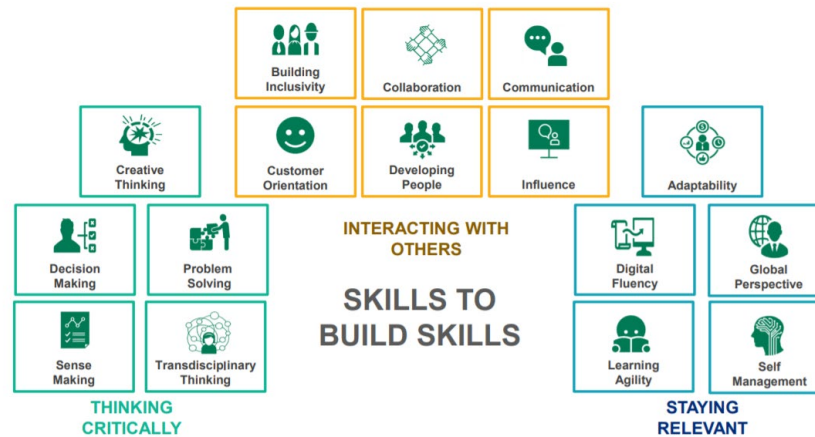 Building
Inclusivity
Collaboration
Communication
Creative
Thinking
Customer
Orientation
Developing
People
Influence
Adaptability
INTERACTING WITH
OTHERS
Decision
Making
Problem
Solving
Digital
Fluency
Global
Perspective
SKILLS TO
BUILD SKILLS
Sense
Making
Transdisciplinary
Thinking
Learning
Agility
Self
Management
THINKING
CRITICALLY
STAYING
RELEVANT